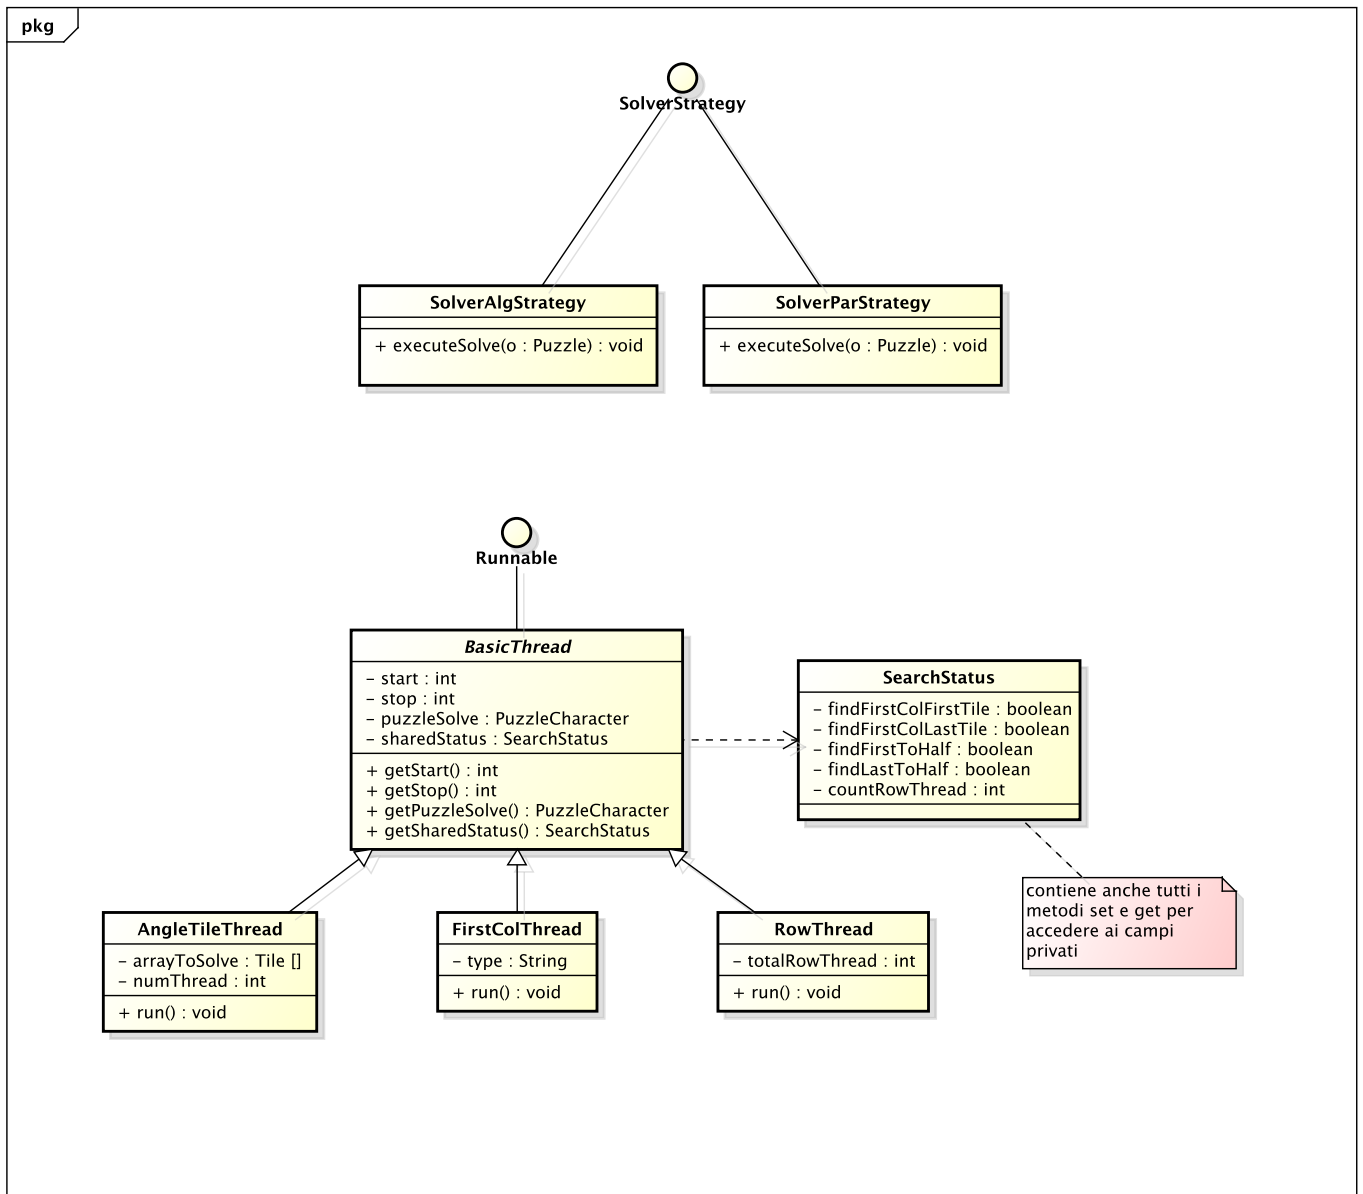 pkg
SolverStrategy
SolverAlgStrategy
+ executeSolve(o : Puzzle) : void
SolverParStrategy
+ executeSolve(o : Puzzle) : void
Runnable
BasicThread
– start : int
– stop : int
– puzzleSolve : PuzzleCharacter
– sharedStatus : SearchStatus
+ getStart() : int
+ getStop() : int
+ getPuzzleSolve() : PuzzleCharacter
+ getSharedStatus() : SearchStatus
SearchStatus
– findFirstColFirstTile : boolean
– findFirstColLastTile : boolean
– findFirstToHalf : boolean
– findLastToHalf : boolean
– countRowThread : int
contiene anche tutti i
metodi set e get per
accedere ai campi
privati
AngleTileThread
– arrayToSolve : Tile []
– numThread : int
+ run() : void
FirstColThread
– type : String
+ run() : void
RowThread
– totalRowThread : int
+ run() : void